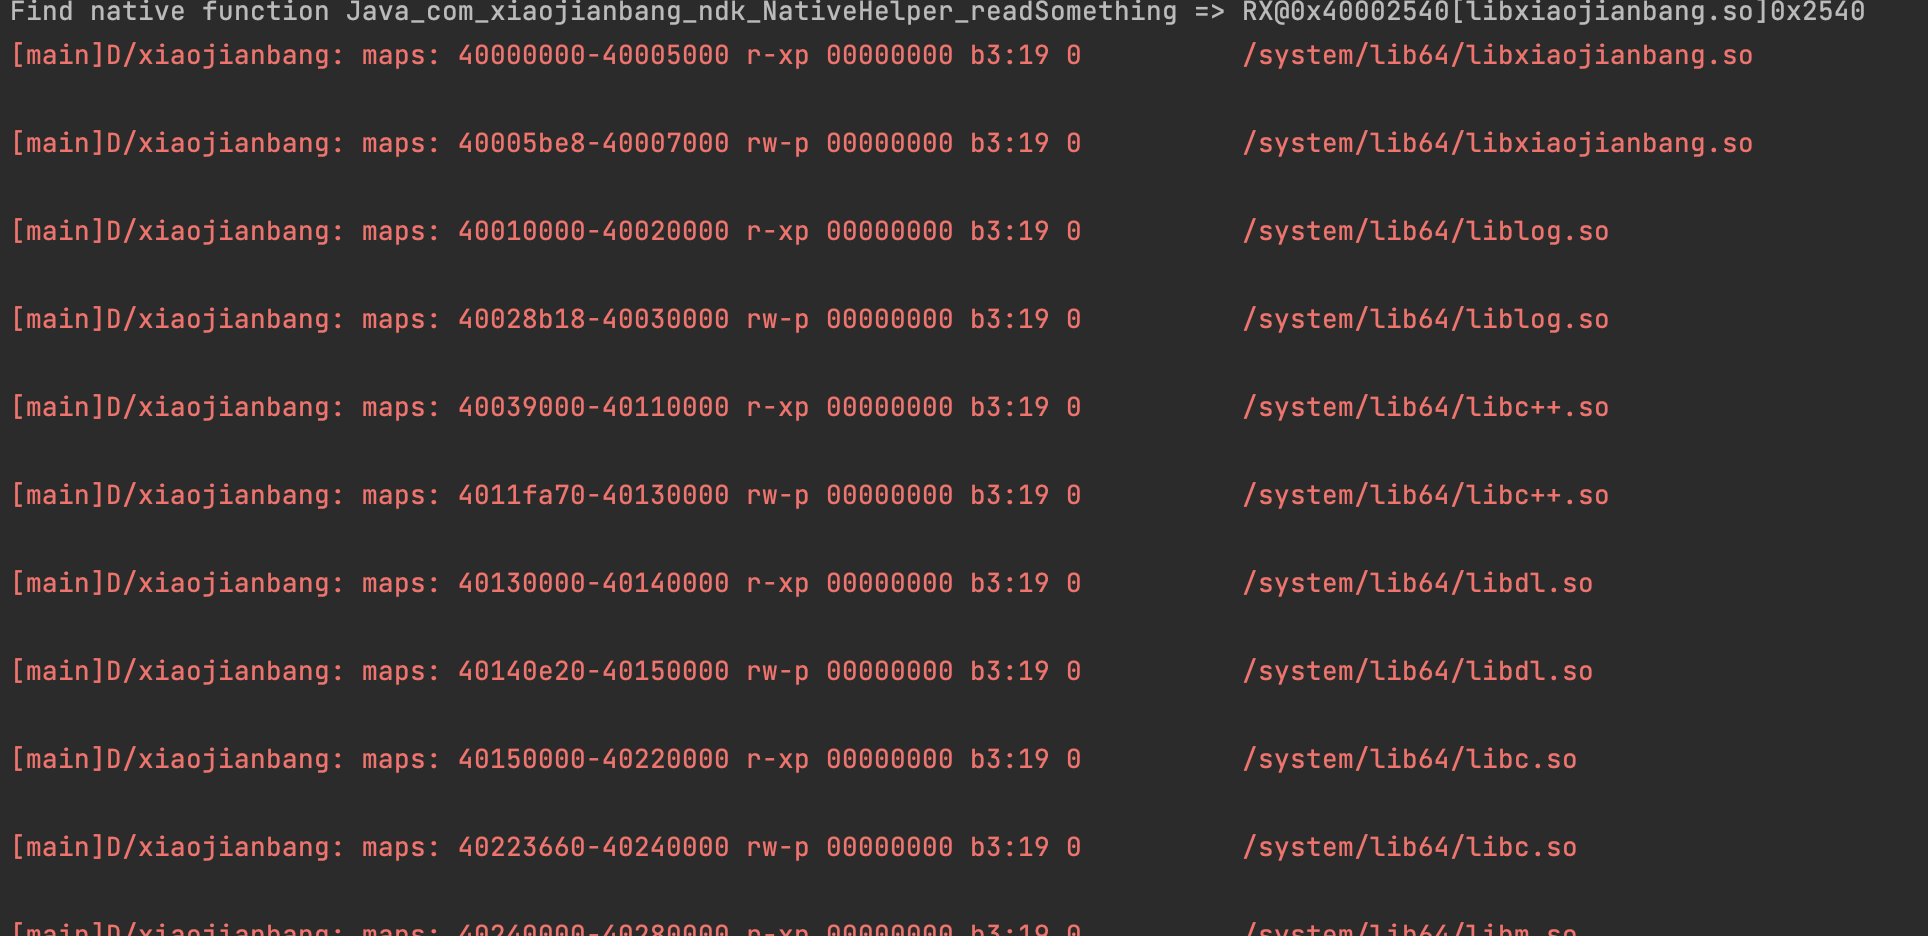 Find native function Java_com_xiaojianbang_ndk_NativeHelper_readSomething => RX@0x40002540[libxiaojianbang.so]0x2540
[main]D/xiaojianbang: maps: 40000000-40005000 r-xp 00000000 b3:19 0          /system/lib64/libxiaojianbang.so
[main]D/xiaojianbang: maps: 40005be8-40007000 rw-p 00000000 b3:19 0          /system/lib64/libxiaojianbang.so
[main]D/xiaojianbang: maps: 40010000-40020000 r-xp 00000000 b3:19 0          /system/lib64/liblog.so
[main]D/xiaojianbang: maps: 40028b18-40030000 rw-p 00000000 b3:19 0          /system/lib64/liblog.so
[main]D/xiaojianbang: maps: 40039000-40110000 r-xp 00000000 b3:19 0          /system/lib64/libc++.so
[main]D/xiaojianbang: maps: 4011fa70-40130000 rw-p 00000000 b3:19 0          /system/lib64/libc++.so
[main]D/xiaojianbang: maps: 40130000-40140000 r-xp 00000000 b3:19 0          /system/lib64/libdl.so
[main]D/xiaojianbang: maps: 40140e20-40150000 rw-p 00000000 b3:19 0          /system/lib64/libdl.so
[main]D/xiaojianbang: maps: 40150000-40220000 r-xp 00000000 b3:19 0          /system/lib64/libc.so
[main]D/xiaojianbang: maps: 40223660-40240000 rw-p 00000000 b3:19 0          /system/lib64/libc.so
[main]D/xiaojianbang: maps: 40240000-40280000 r-xp 00000000 b3:19 0          /system/lib64/libm.so